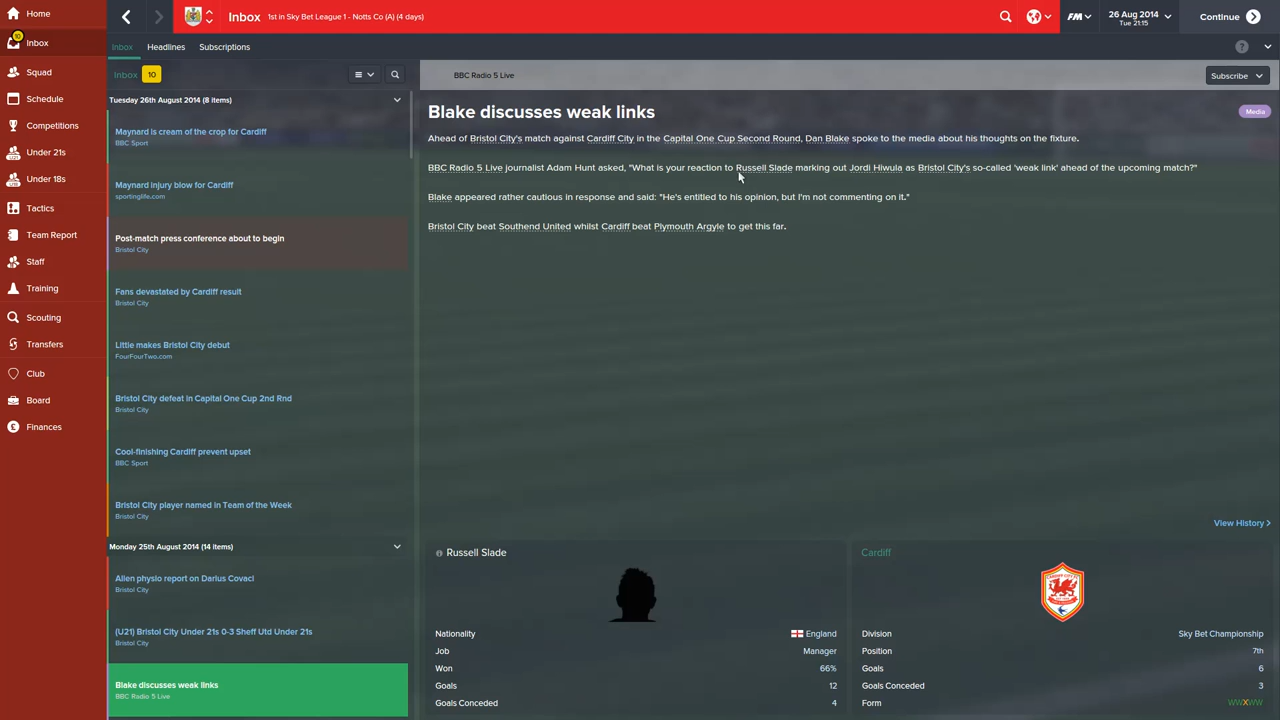 Home
10
Inbox
Squad
Schedule
Competitions
Under 21s
Under 18s
Tactics
Team Report
Staff
Training
Scouting
Transfers
Club
Board
Finances
Inbox 1st in Sky Bet League 1 - Notts Co (A) (4 days)
FM 26 Aug 2014
Tue 21:15
Continue
Inbox Headlines Subscriptions
?
Inbox 10
Tuesday 26th August 2014 (8 items)
Maynard is cream of the crop for Cardiff
BBC Sport
Maynard injury blow for Cardiff
sportinglife.com
Post-match press conference about to begin
Bristol City
Fans devastated by Cardiff result
Bristol City
Little makes Bristol City debut
FourFourTwo.com
Bristol City defeat in Capital One Cup 2nd Rnd
Bristol City
Cool-finishing Cardiff prevent upset
BBC Sport
Bristol City player named in Team of the Week
Bristol City
Monday 25th August 2014 (14 items)
Allen physio report on Darius Covaci
Bristol City
(U21) Bristol City Under 21s 0-3 Sheff Utd Under 21s
Bristol City
Blake discusses weak links
BBC Radio 5 Live
BBC Radio 5 Live
Subscribe
Blake discusses weak links
Media
Ahead of Bristol City's match against Cardiff City in the Capital One Cup Second Round, Dan Blake spoke to the media about his thoughts on the fixture.
BBC Radio 5 Live journalist Adam Hunt asked, "What is your reaction to Russell Slade marking out Jordi Hiwula as Bristol City's so-called 'weak link' ahead of the upcoming match?"
Blake appeared rather cautious in response and said: "He's entitled to his opinion, but I'm not commenting on it."
Bristol City beat Southend United whilst Cardiff beat Plymouth Argyle to get this far.
View History
Russell Slade
Nationality England
Job Manager
Won 66%
Goals 12
Goals Conceded 4
Cardiff
Division Sky Bet Championship
Position 7th
Goals 6
Goals Conceded 3
Form WWXWW